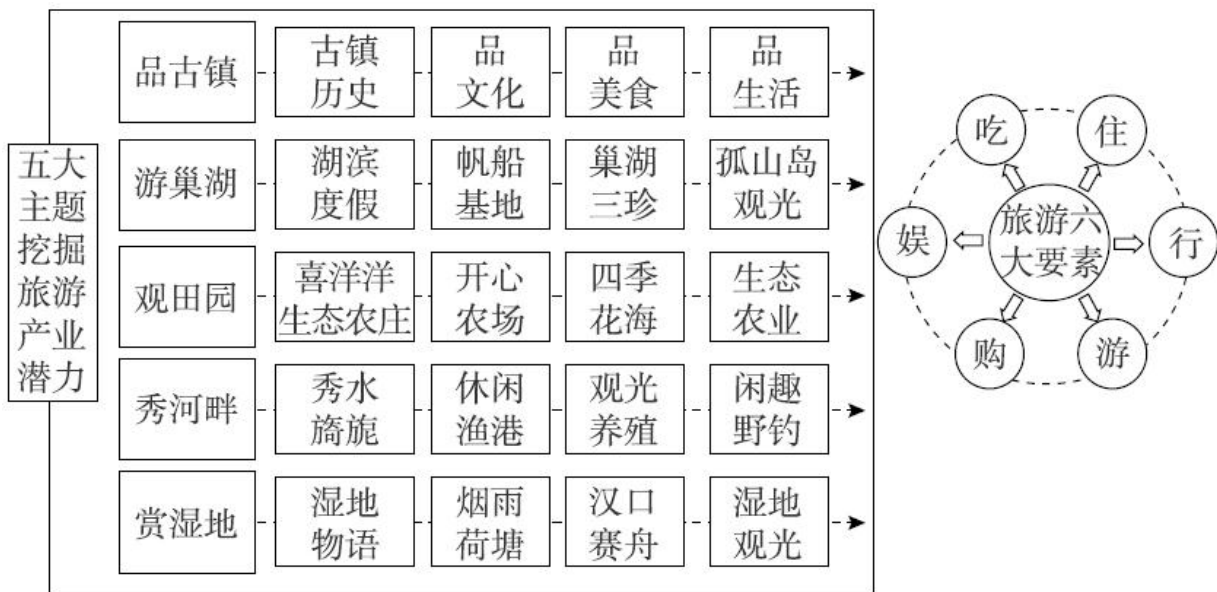 五大
主题
挖掘
旅游
产业
潜力
品古镇
古镇
历史
品
文化
品
美食
品
生活
游巢湖
湖滨
度假
帆船
基地
巢湖
三珍
孤山岛
观光
观田园
喜洋洋
生态农庄
开心
农场
四季
花海
生态
农业
秀河畔
秀水
旖旎
休闲
渔港
观光
养殖
闲趣
野钓
赏湿地
湿地
物语
烟雨
荷塘
汊口
赛舟
湿地
观光
旅游六
大要素
吃
住
行
游
购
娱